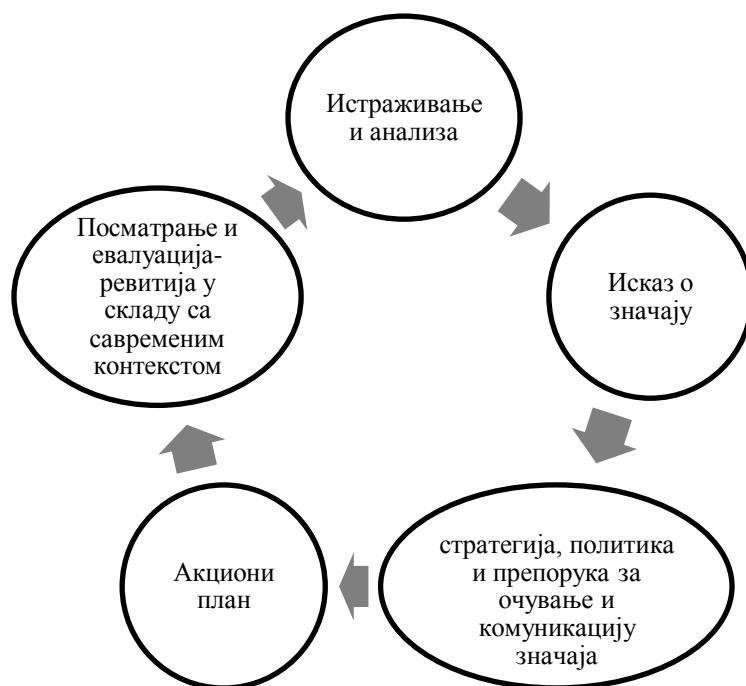 Истраживање
и анализа
Исказ о
значају
стратегија, политика
и препорука за
очување и
комуникацију
значаја
Акциони
план
Посматрање и
евалуација-
ревитија у
складу са
савременим
контекстом